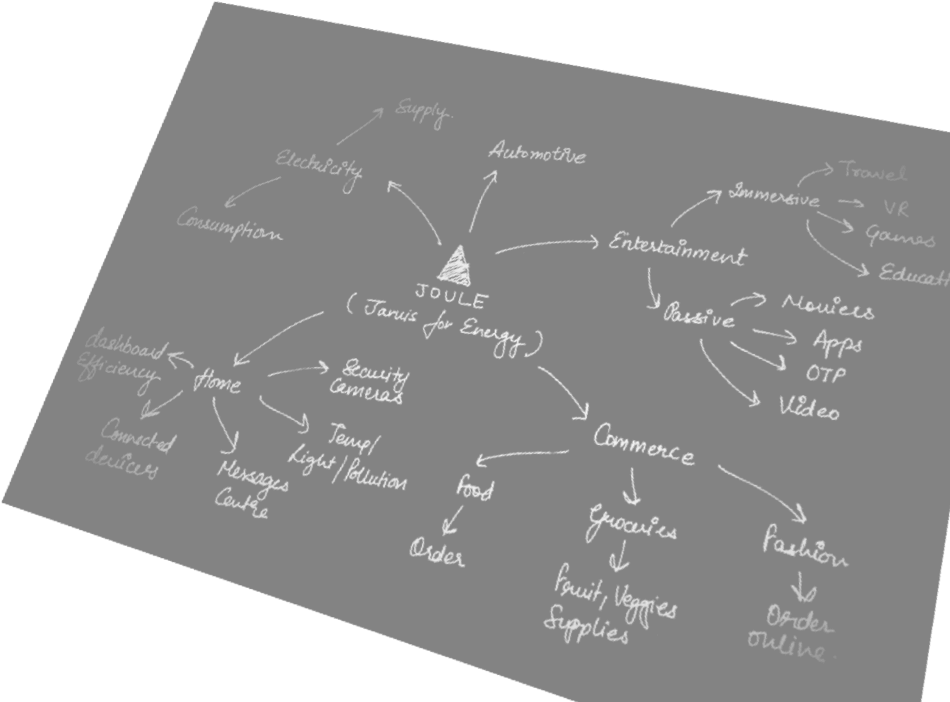 Supply
Automotive
Electricity
Travel
Immersive
VR
Consumption
Games
Entertainment
Educati
JOULE
(Jarvis for Energy)
Passive
Moviess
Apps
OTP
Video
dashboard
Efficiency
Home
Security
Cameras
Connected
devices
Temp/
Light/Pollution
Messages
Centre
Commerce
Food
Order
Groceries
Fruit, Veggies
Supplies
Fashion
Order
online.